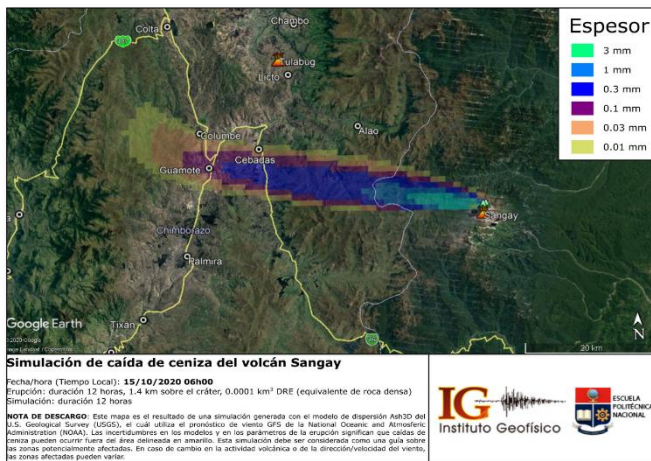 Chambo
Colta
Tulabug
Licto
Alao
Columbe
Cebadas
Guamote
Sangay
Chimborazo
Palmira
Tixan
Google Earth
20 km
N
Espesor
3 mm
1 mm
0.3 mm
0.1 mm
0.03 mm
0.01 mm
Simulación de caída de ceniza del volcán Sangay
Fecha/hora (Tiempo Local): 15/10/2020 06h00
Erupción: duración 12 horas, 1.4 km sobre el cráter, 0.0001 km³ DRE (equivalente de roca densa)
Simulación: duración 12 horas
NOTA DE DESCARGO: Este mapa es el resultado de una simulación generada con el modelo de dispersión Ash3D del
U.S. Geological Survey (USGS), el cuál utiliza el pronóstico de viento GFS de la National Oceanic and Atmosferic
Administration (NOAA). Las incertidumbres en los modelos y en los parámetros de la erupción significan que caídas de
ceniza pueden ocurrir fuera del área delineada en amarillo. Esta simulación debe ser considerada como una guía sobre
las zonas potencialmente afectadas. En caso de cambio en la actividad volcánica o de la dirección/velocidad del viento,
las zonas afectadas pueden variar.
IG
Instituto Geofísico
ESCUELA
POLITÉCNICA
NACIONAL